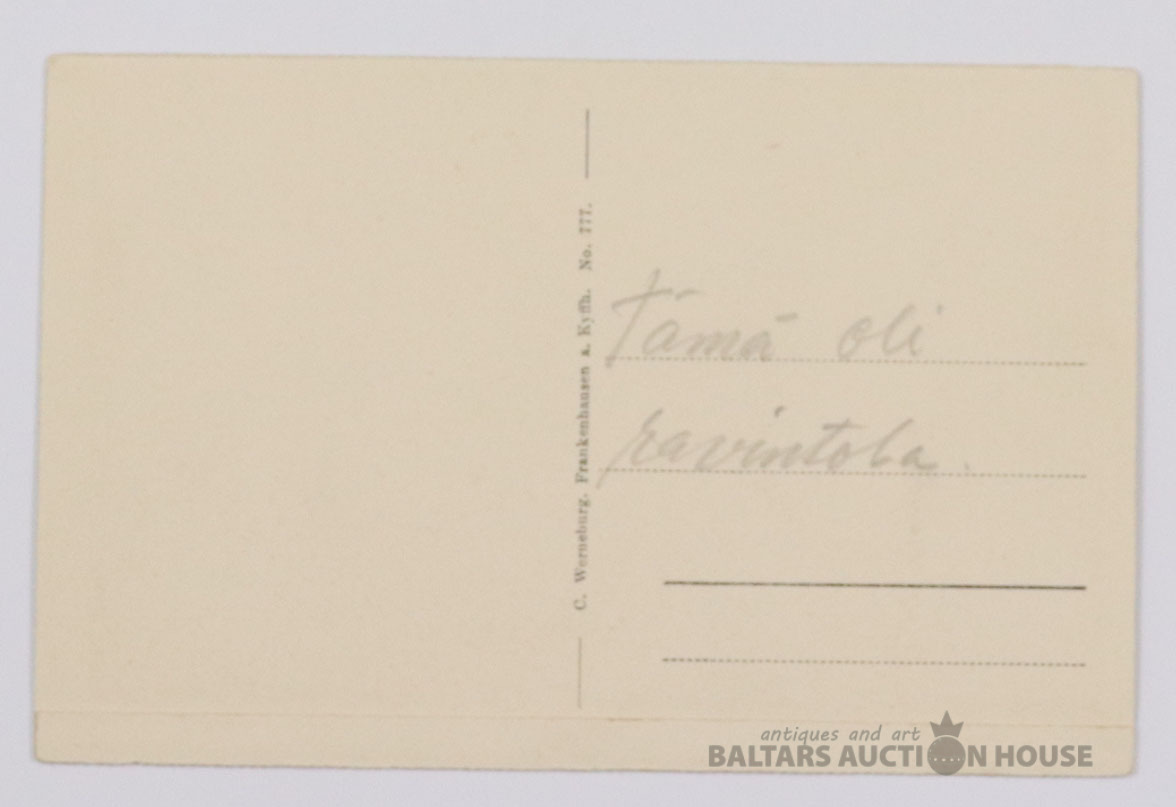 C. Werneburg. Frankenhausen a. Kyffh. No. 777.
Tämä oli
ravintola.
antiques and art
BALTARS AUCTION HOUSE